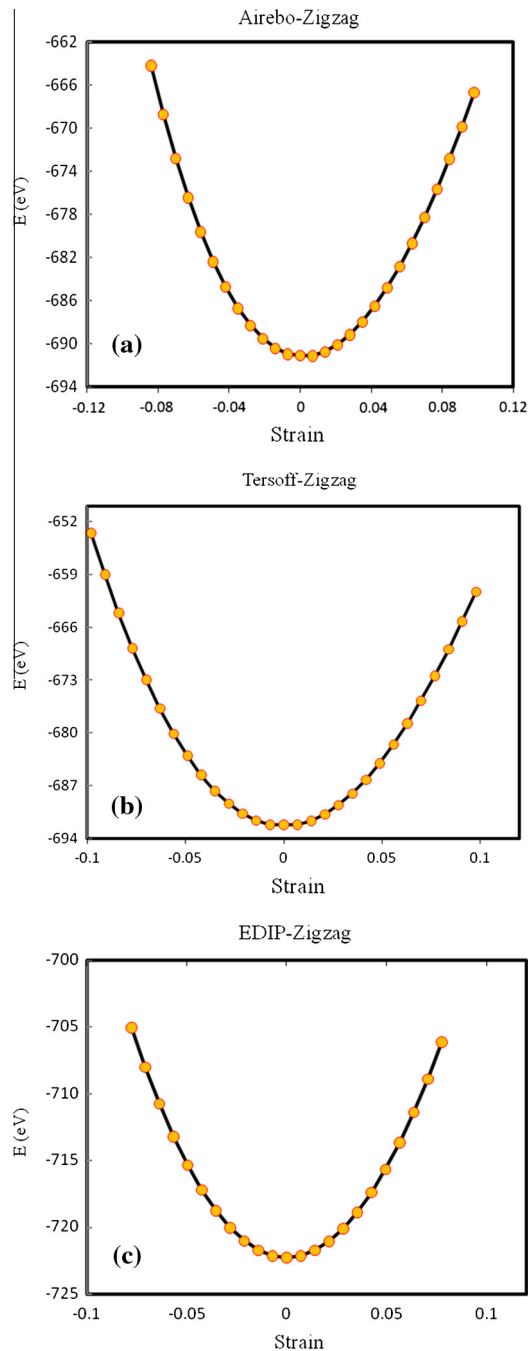 Airebo-Zigzag
-662
-666
-670
-674
-678
-682
-686
-690
-694
E (eV)
(a)
-0.12 -0.08 -0.04 0 0.04 0.08 0.12
Strain
Tersoff-Zigzag
-652
-659
-666
-673
-680
-687
-694
E (eV)
(b)
-0.1 -0.05 0 0.05 0.1
Strain
EDIP-Zigzag
-700
-705
-710
-715
-720
-725
E (eV)
(c)
-0.1 -0.05 0 0.05 0.1
Strain